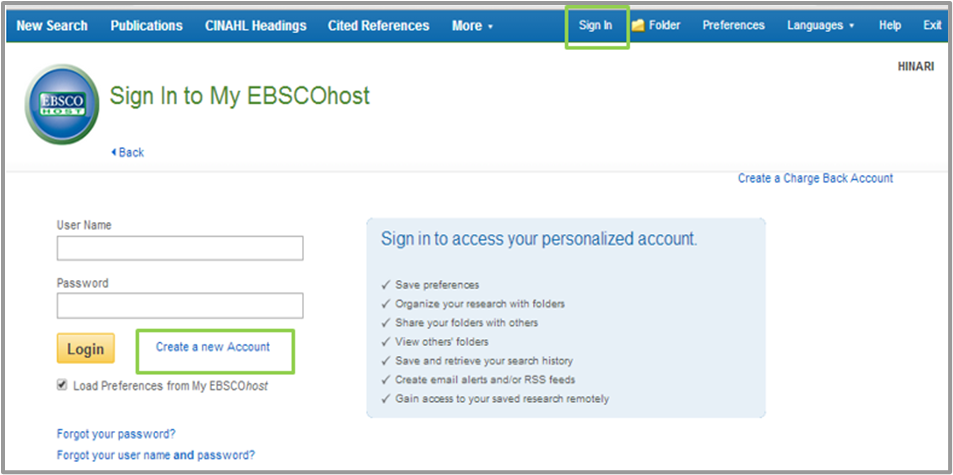 New Search Publications CINAHL Headings Cited References More Sign In Folder Preferences Languages Help Exit
HINARI
EBSCO
HOST
Sign In to My EBSCOhost
Back
Create a Charge Back Account
User Name
Password
Login
Create a new Account
Load Preferences from My EBSCOhost
Forgot your password?
Forgot your user name and password?
Sign in to access your personalized account.
✓ Save preferences
✓ Organize your research with folders
✓ Share your folders with others
✓ View others' folders
✓ Save and retrieve your search history
✓ Create email alerts and/or RSS feeds
✓ Gain access to your saved research remotely